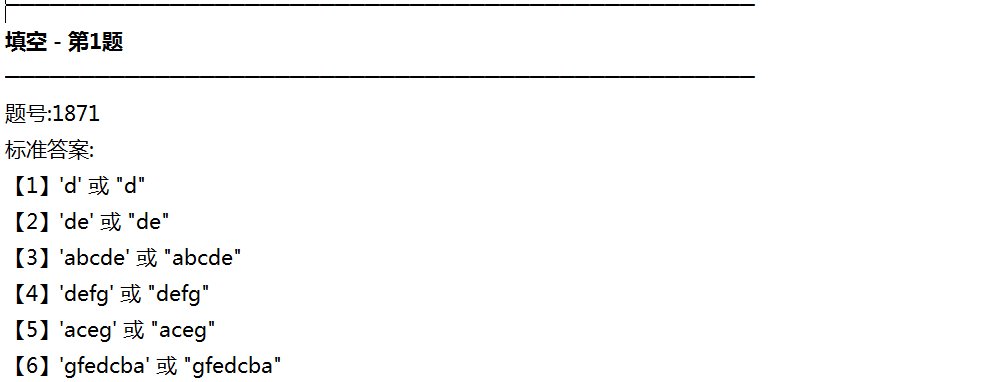 填空 - 第1题
题号:1871
标准答案:
【1】'd' 或 "d"
【2】'de' 或 "de"
【3】'abcde' 或 "abcde"
【4】'defg' 或 "defg"
【5】'aceg' 或 "aceg"
【6】'gfedcba' 或 "gfedcba"